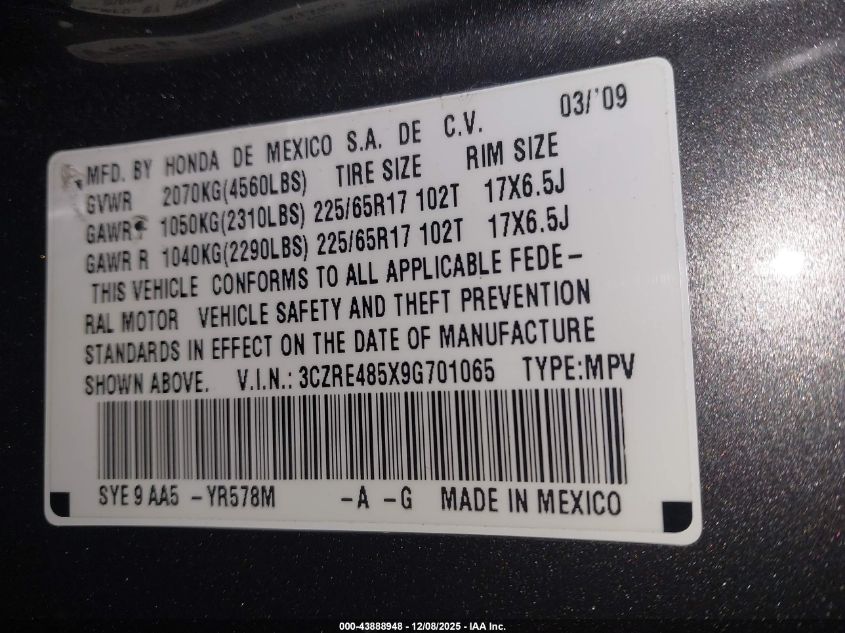 03/'09
MFD. BY HONDA DE MEXICO S.A. DE C.V.
GVWR 2070KG(4560LBS) TIRE SIZE RIM SIZE
GAWR 1050KG(2310LBS) 225/65R17 102T 17X6.5J
GAWR R 1040KG(2290LBS) 225/65R17 102T 17X6.5J
THIS VEHICLE CONFORMS TO ALL APPLICABLE FEDE-
RAL MOTOR VEHICLE SAFETY AND THEFT PREVENTION
STANDARDS IN EFFECT ON THE DATE OF MANUFACTURE
SHOWN ABOVE. V.I.N.: 3CZRE485X9G701065 TYPE:MPV
SYE 9 AA5 -YR578M -A -G MADE IN MEXICO
000-43888948 - 12/08/2025 - IAA Inc.